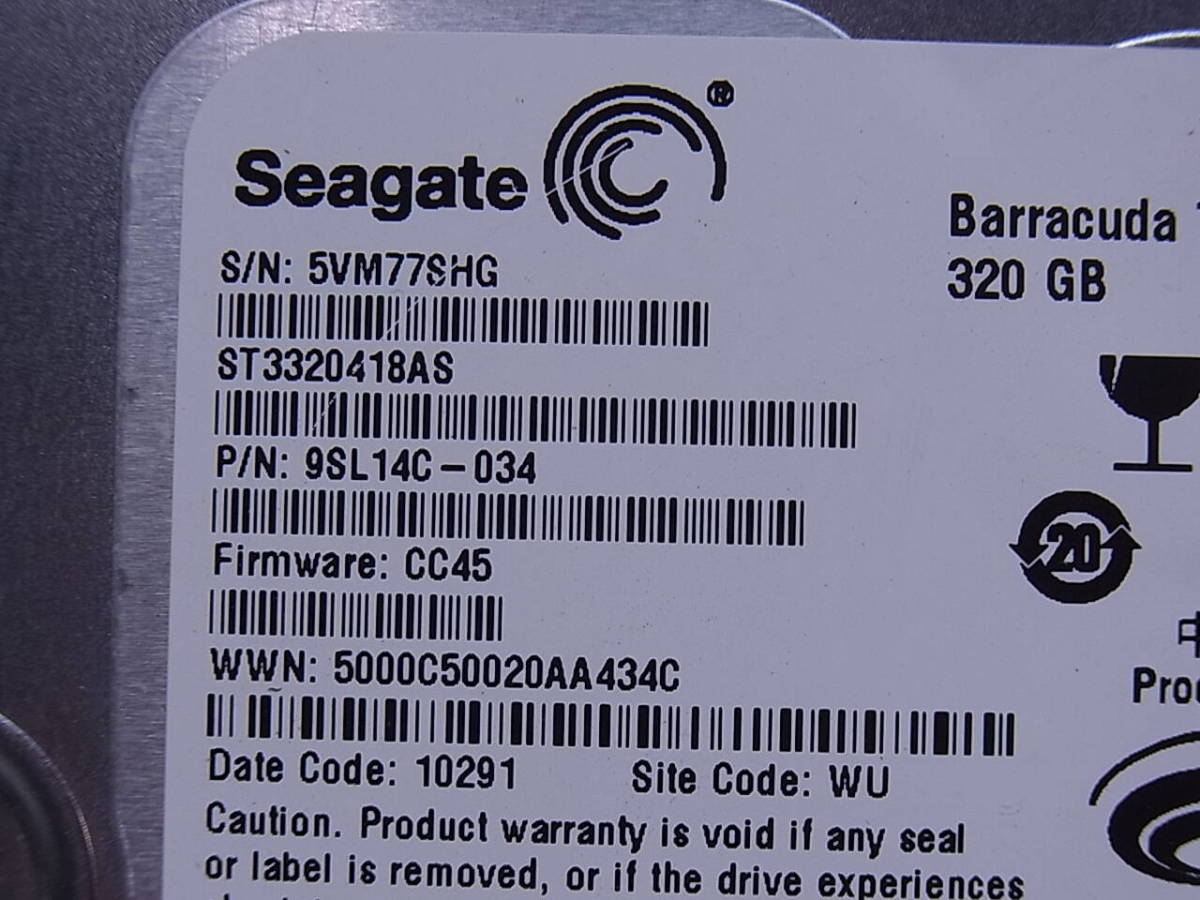 Seagate ®
Barracuda
320 GB
S/N: 5VM77SHG
ST3320418AS
P/N: 9SL14C-034
Firmware: CC45
WWN: 5000C50020AA434C
Date Code: 10291 Site Code: WU
Caution. Product warranty is void if any seal
or label is removed, or if the drive experiences
20